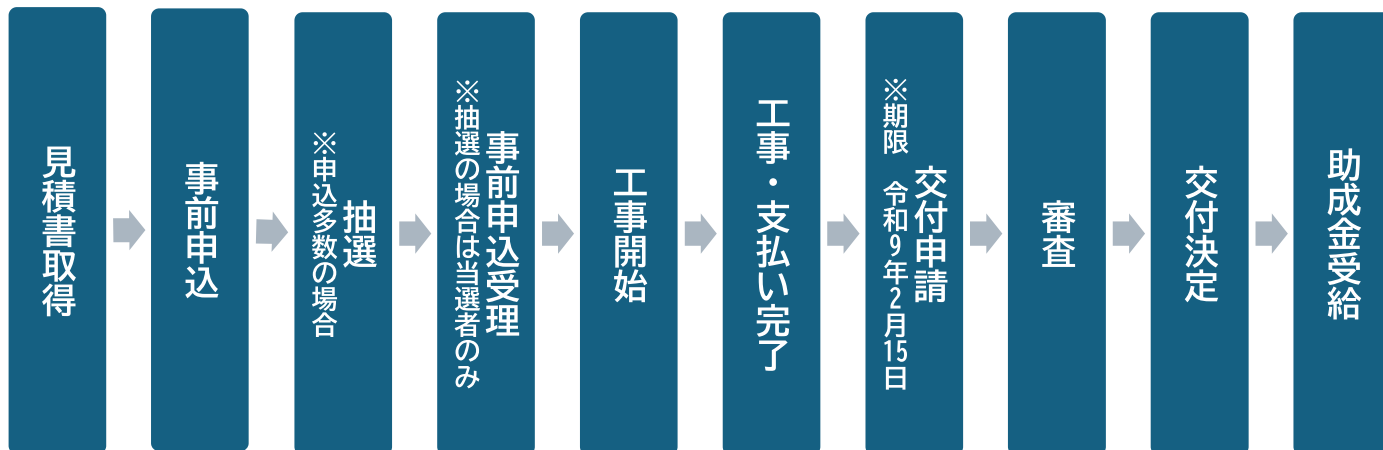 見積書取得
事前申込
抽選
※申込多数の場合
事前申込受理
※抽選の場合は当選者のみ
工事開始
工事・支払い完了
交付申請
※期限　令和9年2月15日
審査
交付決定
助成金受給